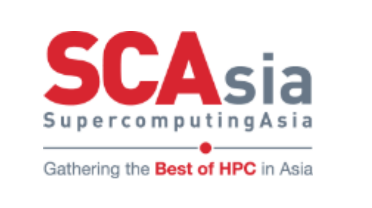 SCAsia
SupercomputingAsia
Gathering the Best of HPC in Asia